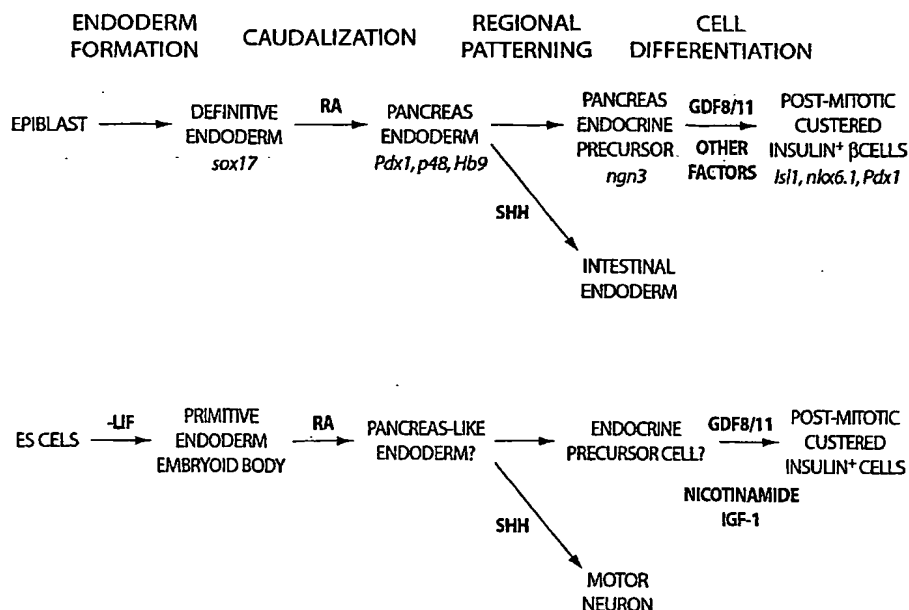 ENDODERM
FORMATION
CAUDALIZATION
REGIONAL
PATTERNING
CELL
DIFFERENTIATION
EPIBLAST
DEFINITIVE
ENDODERM
sox17
RA
PANCREAS
ENDODERM
Pdx1, p48, Hb9
SHH
INTESTINAL
ENDODERM
PANCREAS
ENDOCRINE
PRECURSOR
ngn3
GDF8/11
OTHER
FACTORS
POST-MITOTIC
CUSTERED
INSULIN+ βCELLS
Isl1, nkx6.1, Pdx1
ES CELS
-LIF
PRIMITIVE
ENDODERM
EMBRYOID BODY
RA
PANCREAS-LIKE
ENDODERM?
SHH
MOTOR
NEURON
ENDOCRINE
PRECURSOR CELL?
GDF8/11
NICOTINAMIDE
IGF-1
POST-MITOTIC
CUSTERED
INSULIN+ CELLS